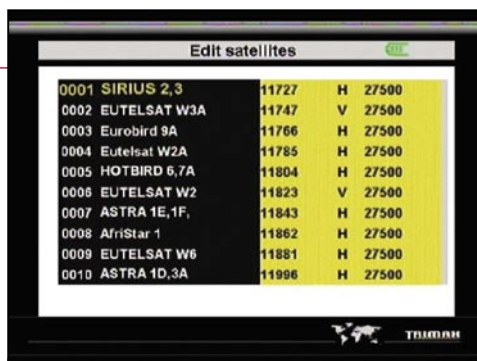 Edit satellites
0001 SIRIUS 2,3 11727 H 27500
0002 EUTELSAT W3A 11747 V 27500
0003 Eurobird 9A 11766 H 27500
0004 Eutelsat W2A 11785 H 27500
0005 HOTBIRD 6,7A 11804 H 27500
0006 EUTELSAT W2 11823 V 27500
0007 ASTRA 1E,1F, 11843 H 27500
0008 AfriStar 1 11862 H 27500
0009 EUTELSAT W6 11881 H 27500
0010 ASTRA 1D,3A 11996 H 27500
TRIMAX